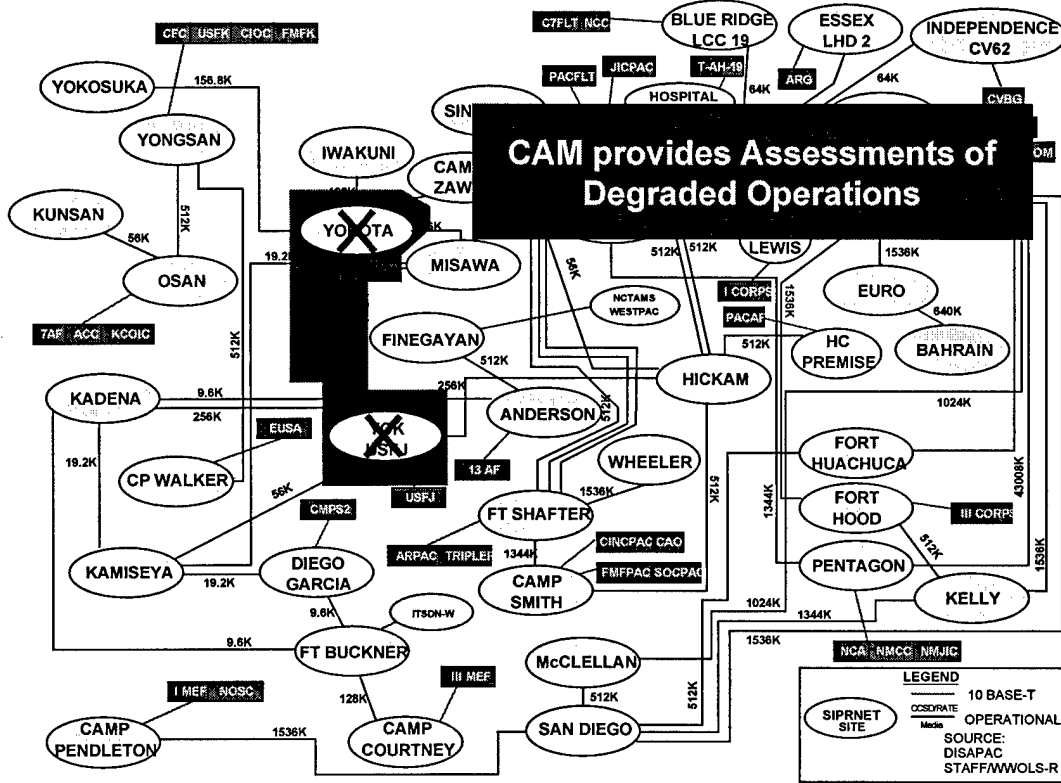 CFC USFK CIOC FMFK
C7FLT NCC
BLUE RIDGE
LCC 19
ESSEX
LHD 2
INDEPENDENCE
CV62
YOKOSUKA
156.8K
PACFLT
JICPAC
T-AH-19
ARG
64K
64K
CVBG
HOSPITAL
YONGSAN
SIN
IWAKUNI
CAM
ZAW
CAM provides Assessments of
Degraded Operations
OM
KUNSAN
512K
56K
YOKOTA
OSAN
19.2K
MISAWA
56K
512K
512K
LEWIS
1536K
1536K
I CORPS
EURO
NCTAMS
WESTPAC
PACAF
640K
7AF ACC KCOIC
FINEGAYAN
512K
512K
HC
PREMISE
BAHRAIN
512K
HICKAM
KADENA
9.6K
256K
256K
ANDERSON
512K
1024K
EUSA
USFJ
13 AF
19.2K
CP WALKER
USFJ
WHEELER
FORT
HUACHUCA
1536K
512K
1344K
43008K
56K
CMPS2
FT SHAFTER
FORT
HOOD
III CORPS
ARPAC TRIPLER
1344K
CINCPAC CAO
512K
1536K
KAMISEYA
19.2K
DIEGO
GARCIA
CAMP
SMITH
FMFPAC SOCPAC
PENTAGON
KELLY
9.6K
ITSDN-W
1024K
1344K
9.6K
FT BUCKNER
1536K
McCLELLAN
NCA NMCC NMJIC
I MEF NOSC
128K
III MEF
512K
512K
LEGEND
10 BASE-T
SIPRNET
SITE
CCSD/RATE
Media
OPERATIONAL
CAMP
PENDLETON
1536K
CAMP
COURTNEY
SAN DIEGO
SOURCE:
DISAPAC
STAFF/WWOLS-R